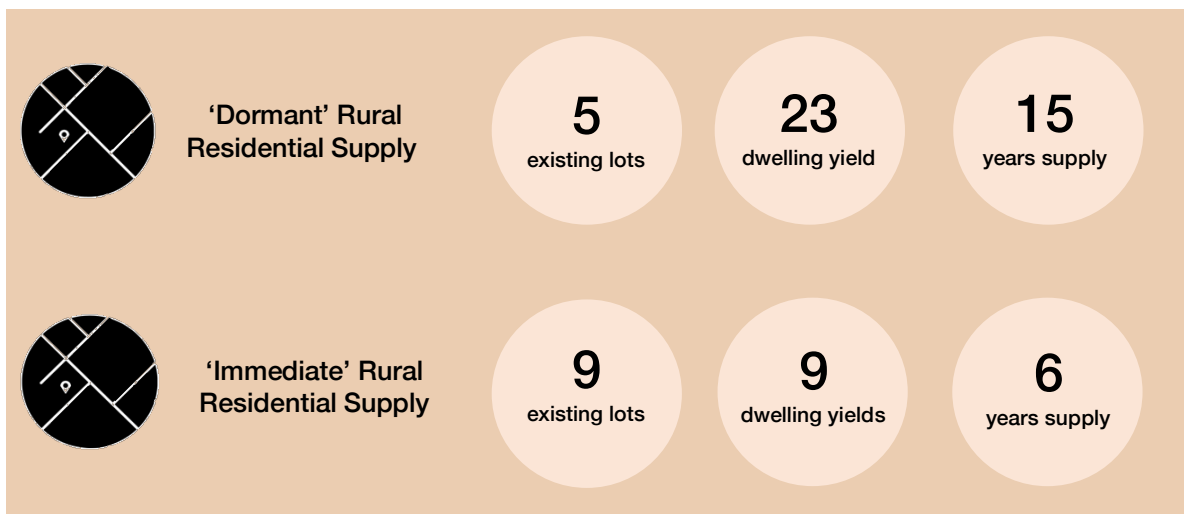 ‘Dormant’ Rural
Residential Supply
5
existing lots
23
dwelling yield
15
years supply
‘Immediate’ Rural
Residential Supply
9
existing lots
9
dwelling yields
6
years supply